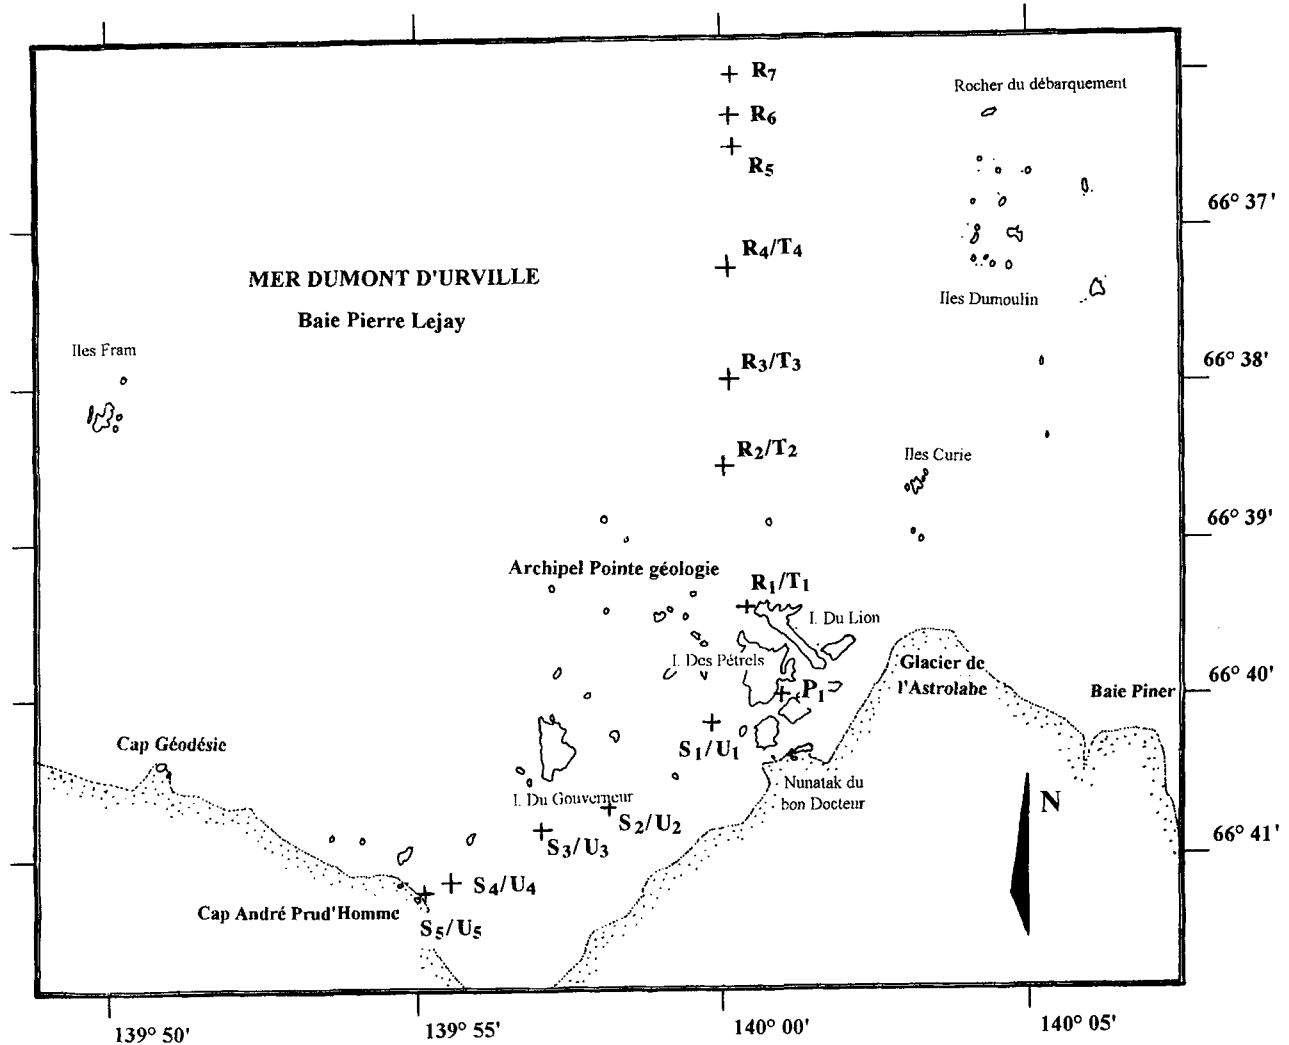 R7
Rocher du débarquement
R6
R5
66° 37'
R4/T4
MER DUMONT D'URVILLE
Iles Dumoulin
Baie Pierre Lejay
Iles Fram
R3/T3
66° 38'
R2/T2
Iles Curie
66° 39'
Archipel Pointe géologie
R1/T1
I. Du Lion
I. Des Pétrels
Glacier de
l'Astrolabe
66° 40'
P1
Baie Piner
Cap Géodésie
S1/U1
Nunatak du
bon Docteur
I. Du Gouverneur
N
S2/U2
66° 41'
S3/U3
S4/U4
Cap André Prud'Homme
S5/U5
139° 50'
139° 55'
140° 00'
140° 05'